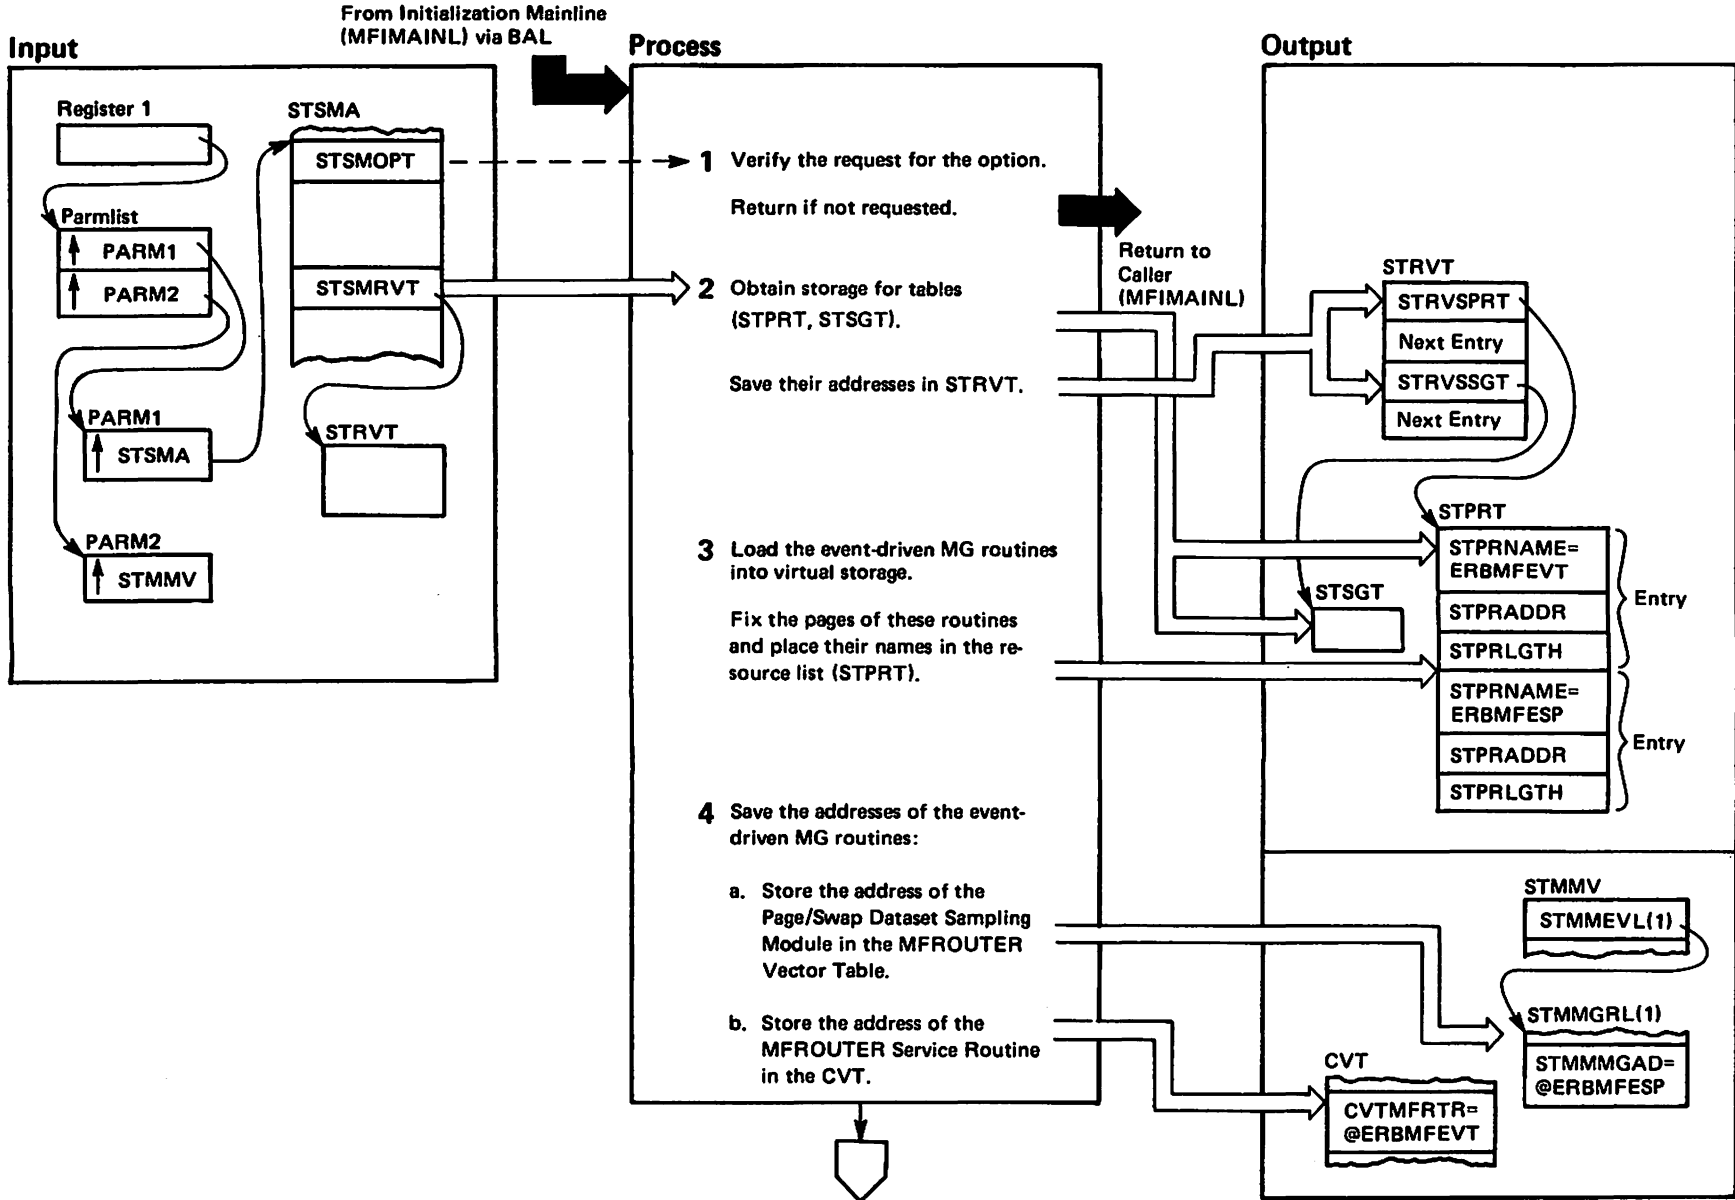 From Initialization Mainline
(MFIMAINL) via BAL
Input
Register 1
Parmlist
PARM1
PARM2
PARM1
STSMA
PARM2
STMMV
STSMA
STSMOPT
STSMRVT
STRVT
Process
1 Verify the request for the option.
Return if not requested.
2 Obtain storage for tables
(STPRT, STSGT).
Save their addresses in STRVT.
3 Load the event-driven MG routines
into virtual storage.
Fix the pages of these routines
and place their names in the re-
source list (STPRT).
4 Save the addresses of the event-
driven MG routines:
a. Store the address of the
Page/Swap Dataset Sampling
Module in the MFROUTER
Vector Table.
b. Store the address of the
MFROUTER Service Routine
in the CVT.
Return to
Caller
(MFIMAINL)
Output
STRVT
STRVSPRT
Next Entry
STRVSSGT
Next Entry
STPRT
STPRNAME=
ERBMFEVT
STPRADDR
STPRLGTH
Entry
STPRNAME=
ERBMFESP
STPRADDR
STPRLGTH
Entry
STSGT
STMMV
STMMEVL(1)
STMMGRL(1)
STMMMGAD=
@ERBMFESP
CVT
CVTMFRTR=
@ERBMFEVT